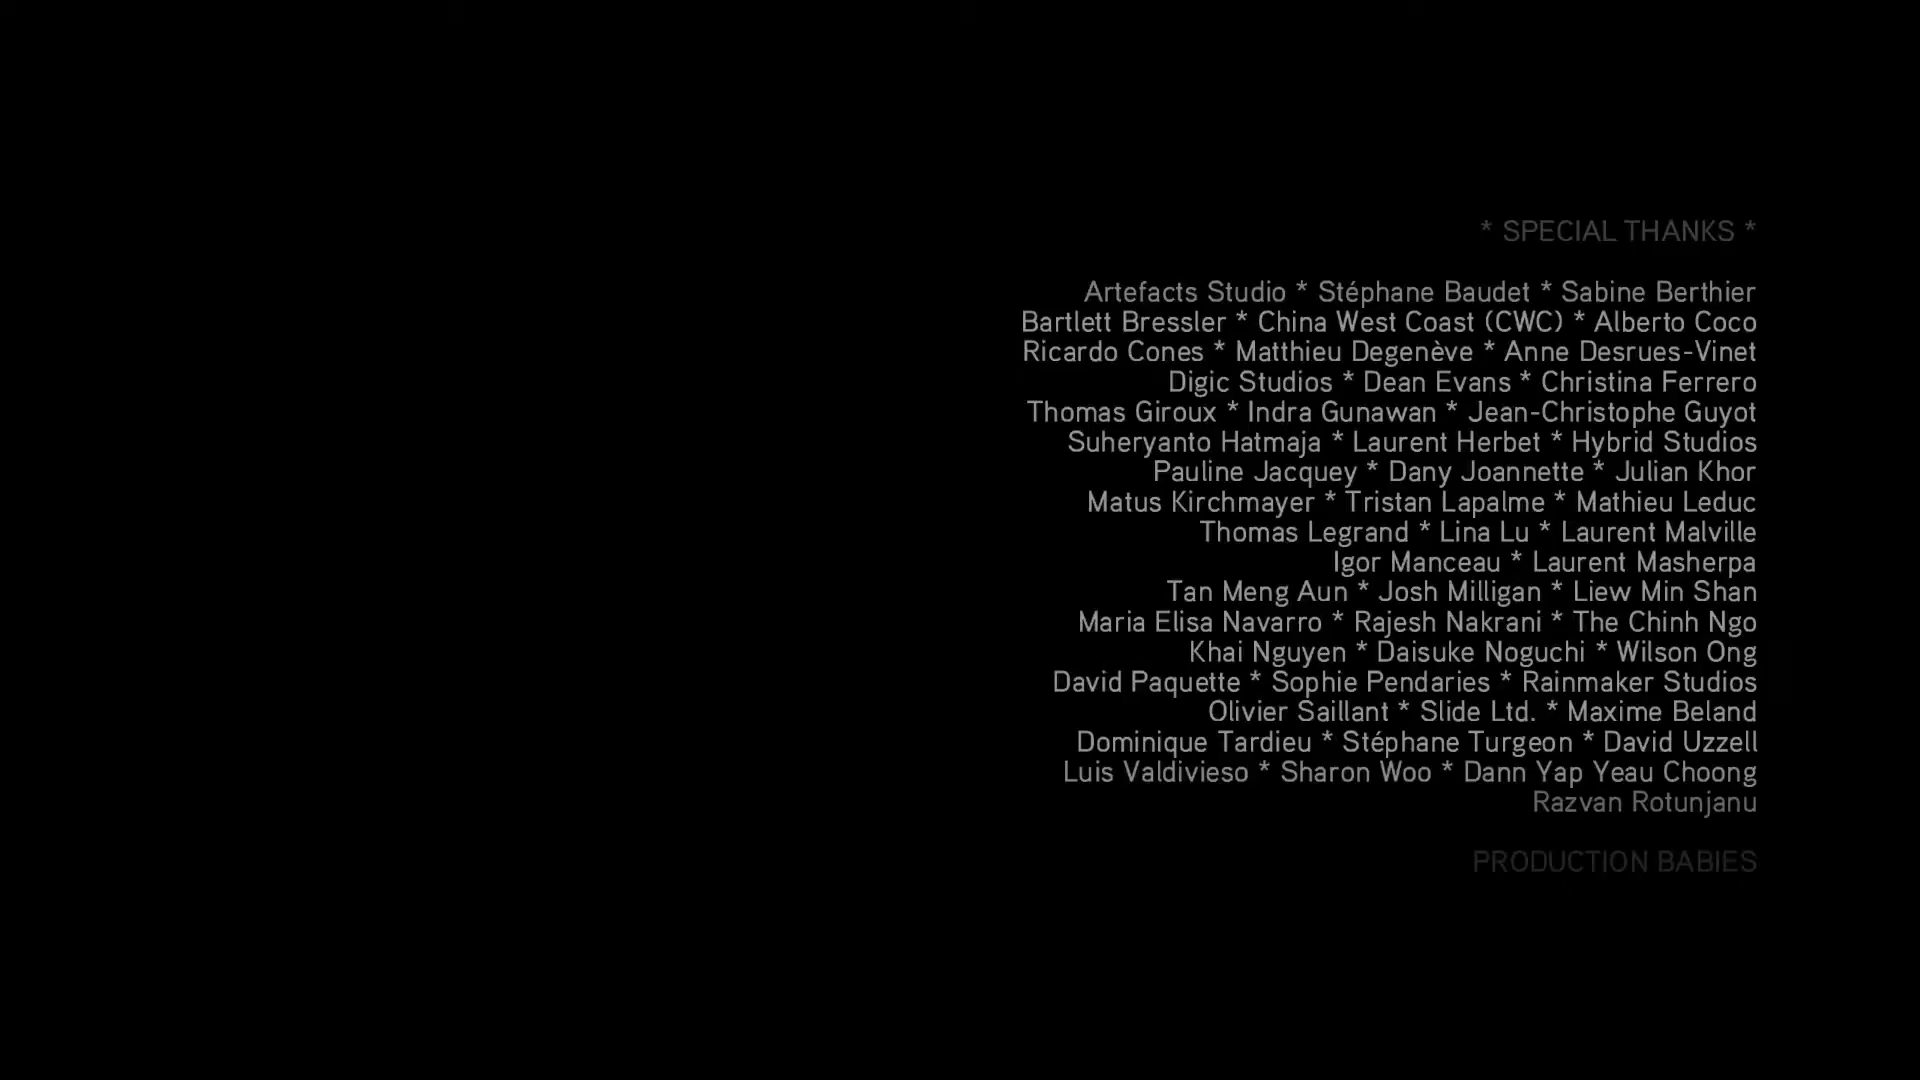 * SPECIAL THANKS *
Artefacts Studio * Stéphane Baudet * Sabine Berthier
Bartlett Bressler * China West Coast (CWC) * Alberto Coco
Ricardo Cones * Matthieu Degenève * Anne Desrues-Vinet
Digic Studios * Dean Evans * Christina Ferrero
Thomas Giroux * Indra Gunawan * Jean-Christophe Guyot
Suheryanto Hatmaja * Laurent Herbet * Hybrid Studios
Pauline Jacquey * Dany Joannette * Julian Khor
Matus Kirchmayer * Tristan Lapalme * Mathieu Leduc
Thomas Legrand * Lina Lu * Laurent Malville
Igor Manceau * Laurent Masherpa
Tan Meng Aun * Josh Milligan * Liew Min Shan
Maria Elisa Navarro * Rajesh Nakrani * The Chinh Ngo
Khai Nguyen * Daisuke Noguchi * Wilson Ong
David Paquette * Sophie Pendaries * Rainmaker Studios
Olivier Saillant * Slide Ltd. * Maxime Beland
Dominique Tardieu * Stéphane Turgeon * David Uzzell
Luis Valdivieso * Sharon Woo * Dann Yap Yeau Choong
Razvan Rotunjanu
PRODUCTION BABIES